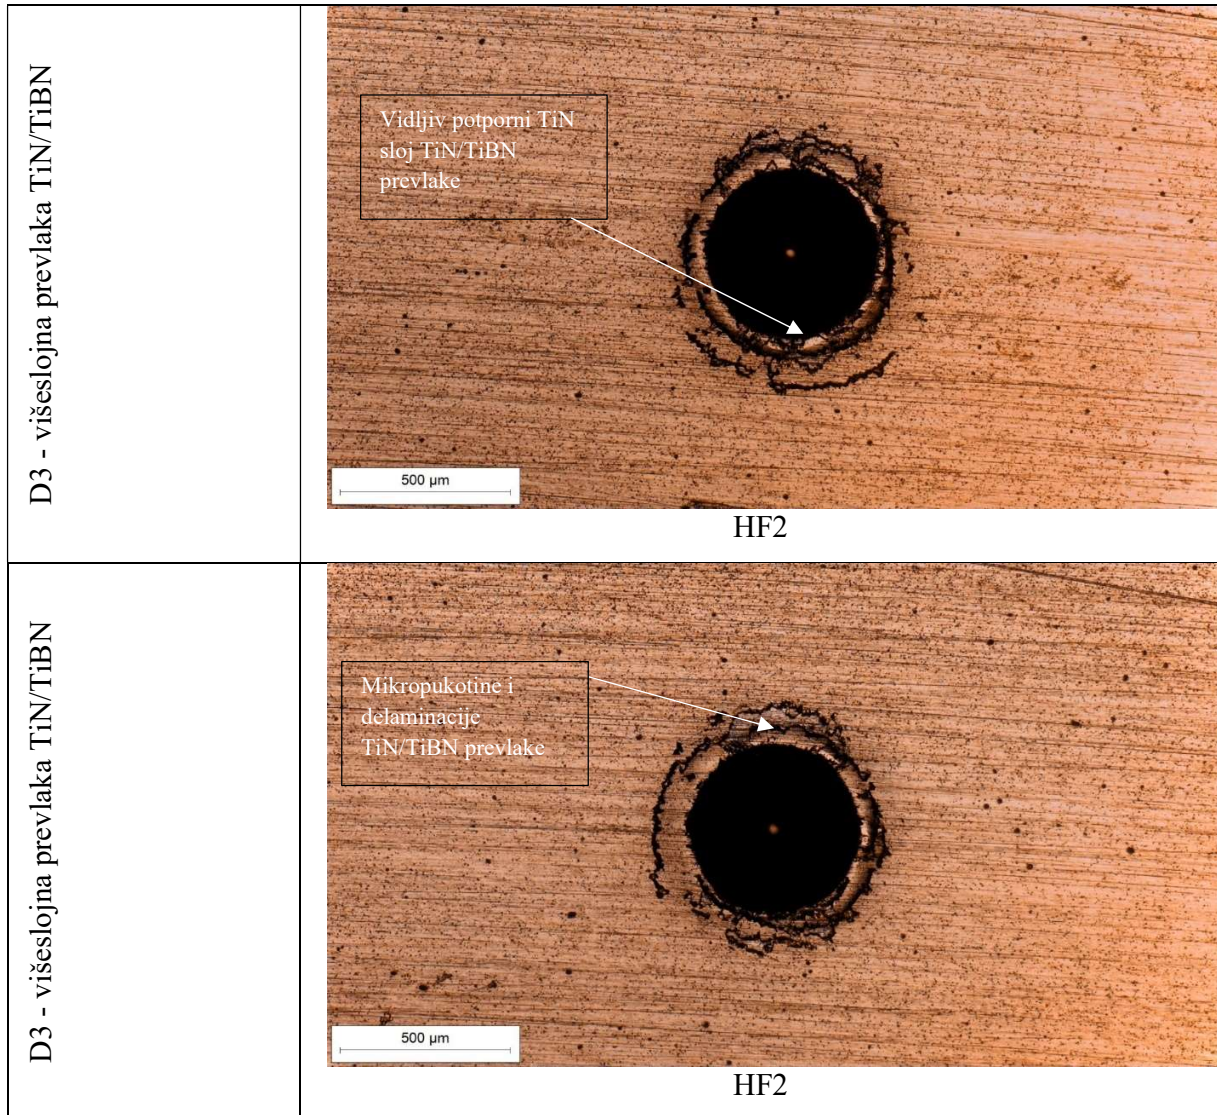 D3 - višeslojna prevlaka TiN/TiBN
Vidljiv potporni TiN
sloj TiN/TiBN
prevlake
500 µm
HF2
D3 - višeslojna prevlaka TiN/TiBN
Mikropukotine i
delaminacije
TiN/TiBN prevlake
500 µm
HF2